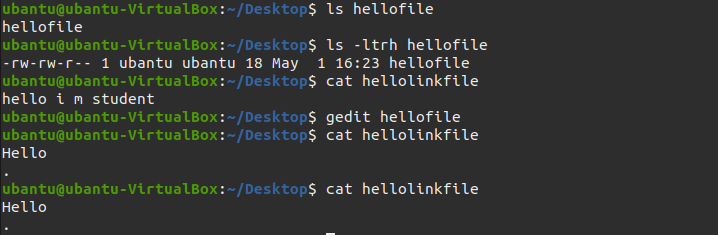 ubantu@ubantu-VirtualBox:~/Desktop$ ls hellofile
hellofile
ubantu@ubantu-VirtualBox:~/Desktop$ ls -ltrh hellofile
-rw-rw-r-- 1 ubantu ubantu 18 May  1 16:23 hellofile
ubantu@ubantu-VirtualBox:~/Desktop$ cat hellolinkfile
hello i m student
ubantu@ubantu-VirtualBox:~/Desktop$ gedit hellofile
ubantu@ubantu-VirtualBox:~/Desktop$ cat hellolinkfile
Hello
.
ubantu@ubantu-VirtualBox:~/Desktop$ cat hellolinkfile
Hello
.